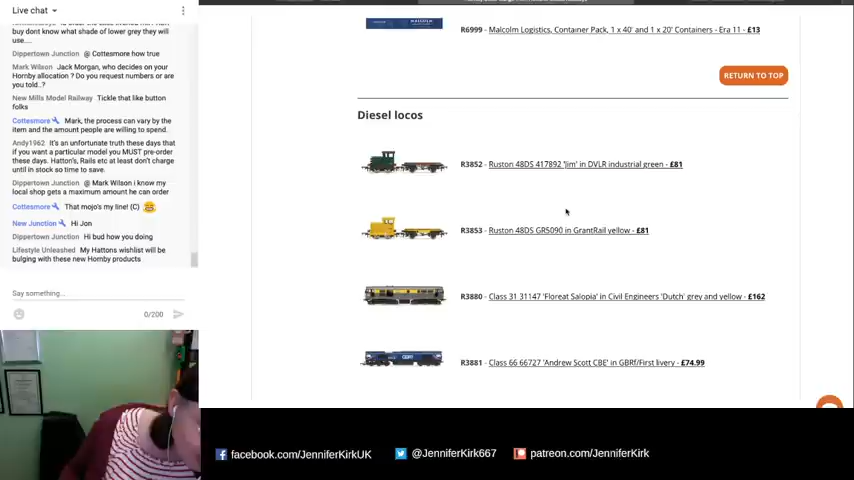 Live chat
buy dont know what shade of lower grey they will
use....
Dippertown Junction @ Cottesmore how true
Mark Wilson Jack Morgan, who decides on your
Hornby allocation ? Do you request numbers or are
you told..?
New Mills Model Railway Tickle that like button
folks
Cottesmore Mark, the process can vary by the
item and the amount people are willing to spend.
Andy1962 It's an unfortunate truth these days that
if you want a particular model you MUST pre-order
these days. Hatton's, Rails etc at least don't charge
until in stock so time to save.
Dippertown Junction @ Mark Wilson i know my
local shop gets a maximum amount he can order
Cottesmore That mojo's my line! (C)
New Junction Hi Jon
Dippertown Junction Hi bud how you doing
Lifestyle Unleashed My Hattons wishlist will be
bulging with these new Hornby products
Say something...
0/200
MALCOLM
R6999 - Malcolm Logistics, Container Pack, 1 x 40' and 1 x 20' Containers - Era 11 - £13
RETURN TO TOP
Diesel locos
R3852 - Ruston 48DS 417892 'Jim' in DVLR industrial green - £81
R3853 - Ruston 48DS GR5090 in GrantRail yellow - £81
R3880 - Class 31 31147 'Floreat Salopia' in Civil Engineers 'Dutch' grey and yellow - £162
R3881 - Class 66 66727 'Andrew Scott CBE' in GBRf/First livery - £74.99
GBRf
facebook.com/JenniferKirkUK
@JenniferKirk667
patreon.com/JenniferKirk